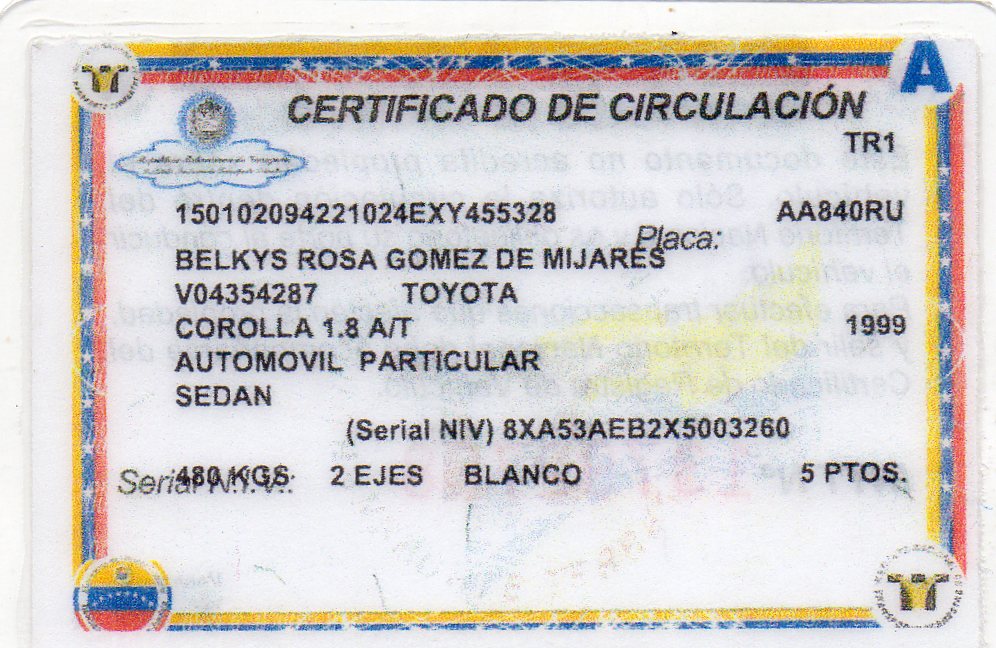 A
CERTIFICADO DE CIRCULACIÓN
TR1
150102094221024EXY455328
Placa:
AA840RU
BELKYS ROSA GOMEZ DE MIJARES
V04354287 TOYOTA
COROLLA 1.8 A/T 1999
AUTOMOVIL PARTICULAR
SEDAN
(Serial NIV) 8XA53AEB2X5003260
Serial N.I.V.:
480 KGS 2 EJES BLANCO 5 PTOS.